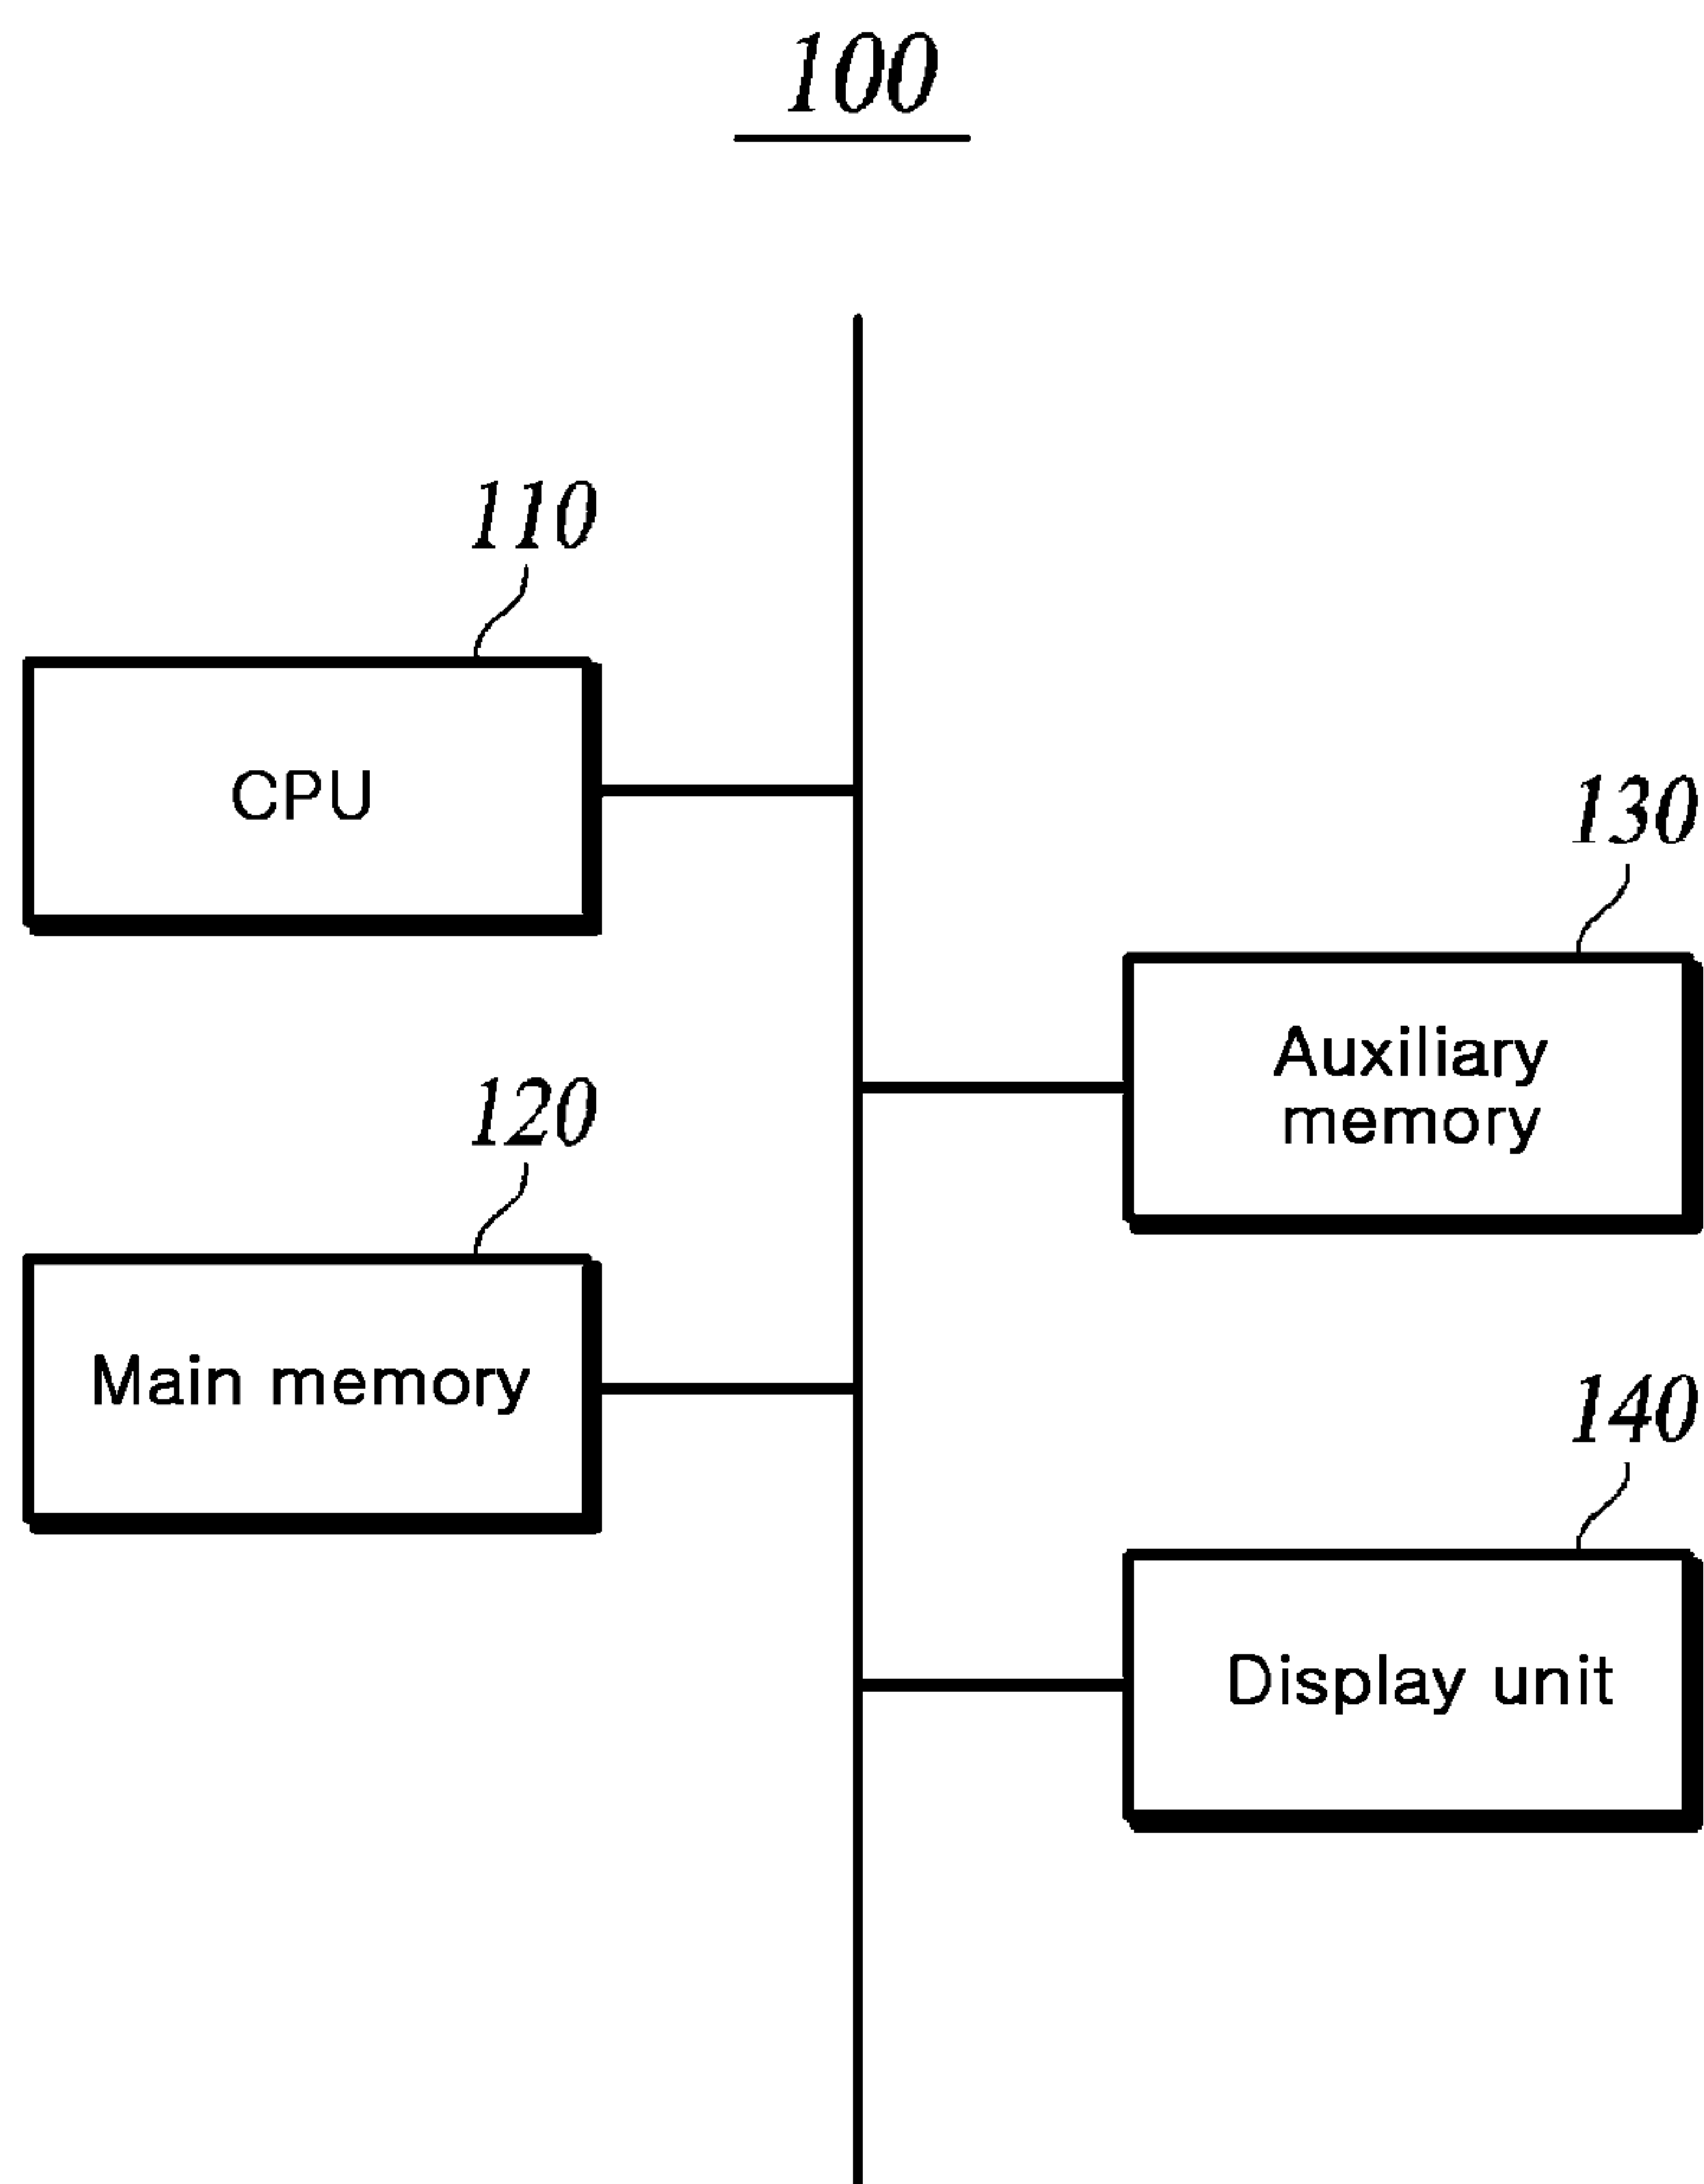 100
110
CPU
130
Auxiliary
memory
120
Main memory
140
Display unit